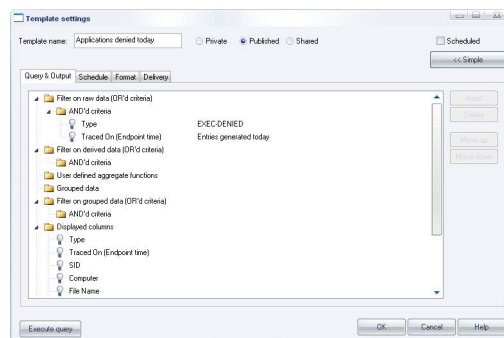 Template settings
Template name: Applications denied today Private Published Shared Scheduled
<< Simple
Query & Output Schedule Format Delivery
Filter on raw data (OR'd criteria)
AND'd criteria
Type EXEC-DENIED
Traced On (Endpoint time) Entries generated today
Filter on derived data (OR'd criteria)
AND'd criteria
User defined aggregate functions
Grouped data
Filter on grouped data (OR'd criteria)
AND'd criteria
Displayed columns
Type
Traced On (Endpoint time)
SID
Computer
File Name
Insert
Delete
Move up
Move down
Execute query OK Cancel Help